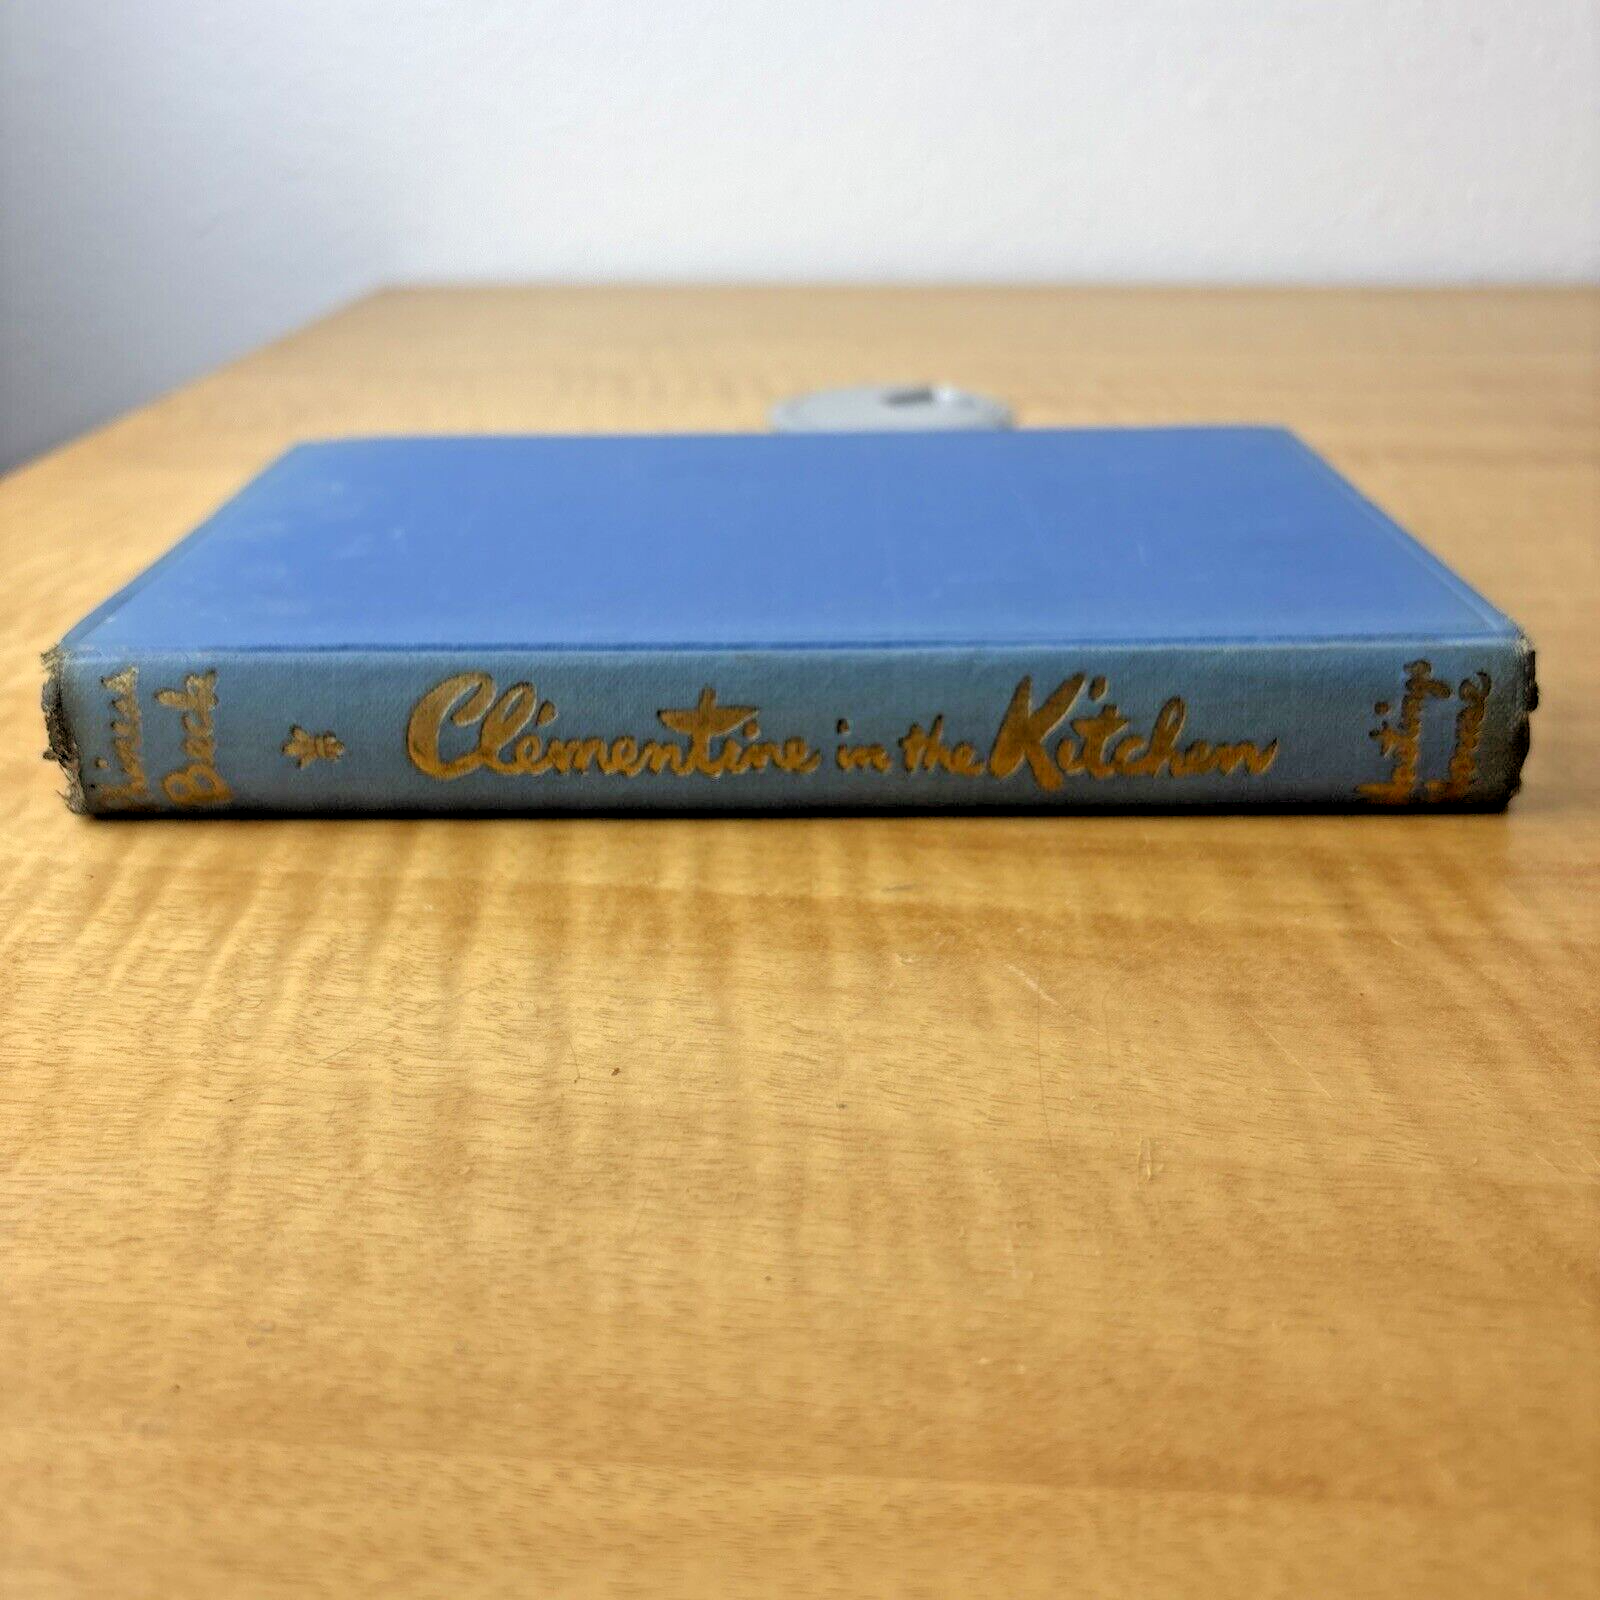 Phineas
Beck
Clémentine in the Kitchen
Hastings
House